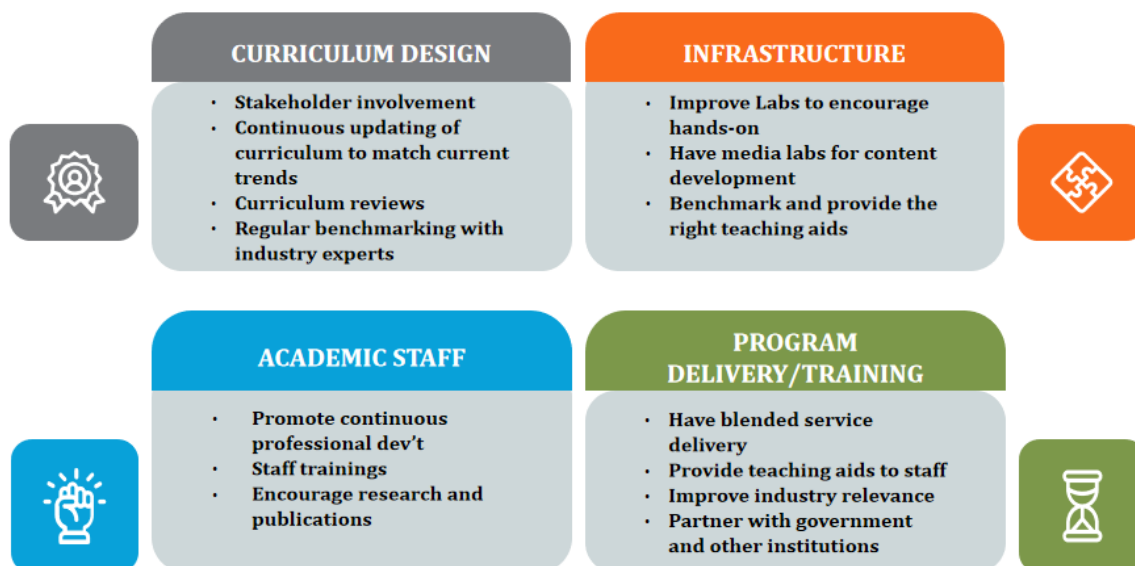 CURRICULUM DESIGN
· Stakeholder involvement
· Continuous updating of
curriculum to match current
trends
· Curriculum reviews
· Regular benchmarking with
industry experts
INFRASTRUCTURE
· Improve Labs to encourage
hands-on
· Have media labs for content
development
· Benchmark and provide the
right teaching aids
ACADEMIC STAFF
· Promote continuous
professional dev't
· Staff trainings
· Encourage research and
publications
PROGRAM
DELIVERY/TRAINING
· Have blended service
delivery
· Provide teaching aids to staff
· Improve industry relevance
· Partner with government
and other institutions